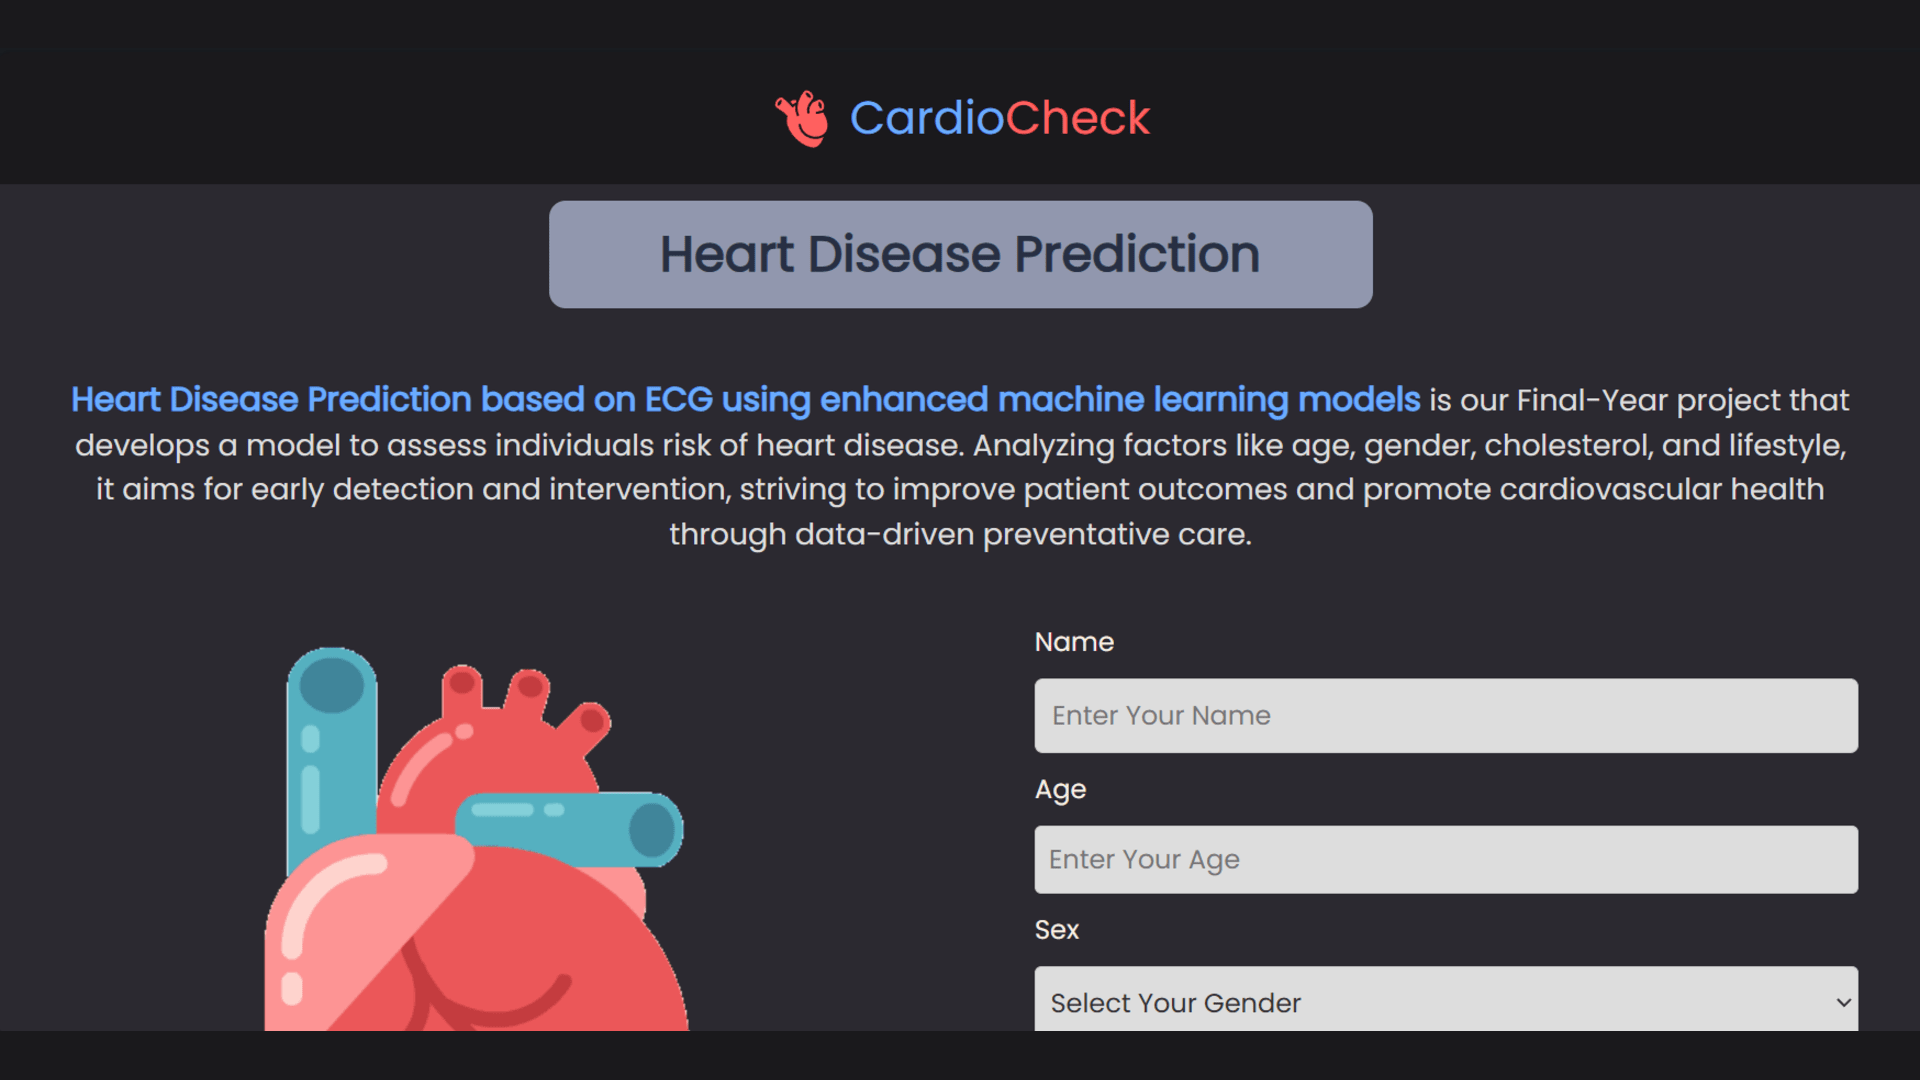 CardioCheck
Heart Disease Prediction
Heart Disease Prediction based on ECG using enhanced machine learning models is our Final-Year project that
develops a model to assess individuals risk of heart disease. Analyzing factors like age, gender, cholesterol, and lifestyle,
it aims for early detection and intervention, striving to improve patient outcomes and promote cardiovascular health
through data-driven preventative care.
Name
Enter Your Name
Age
Enter Your Age
Sex
Select Your Gender